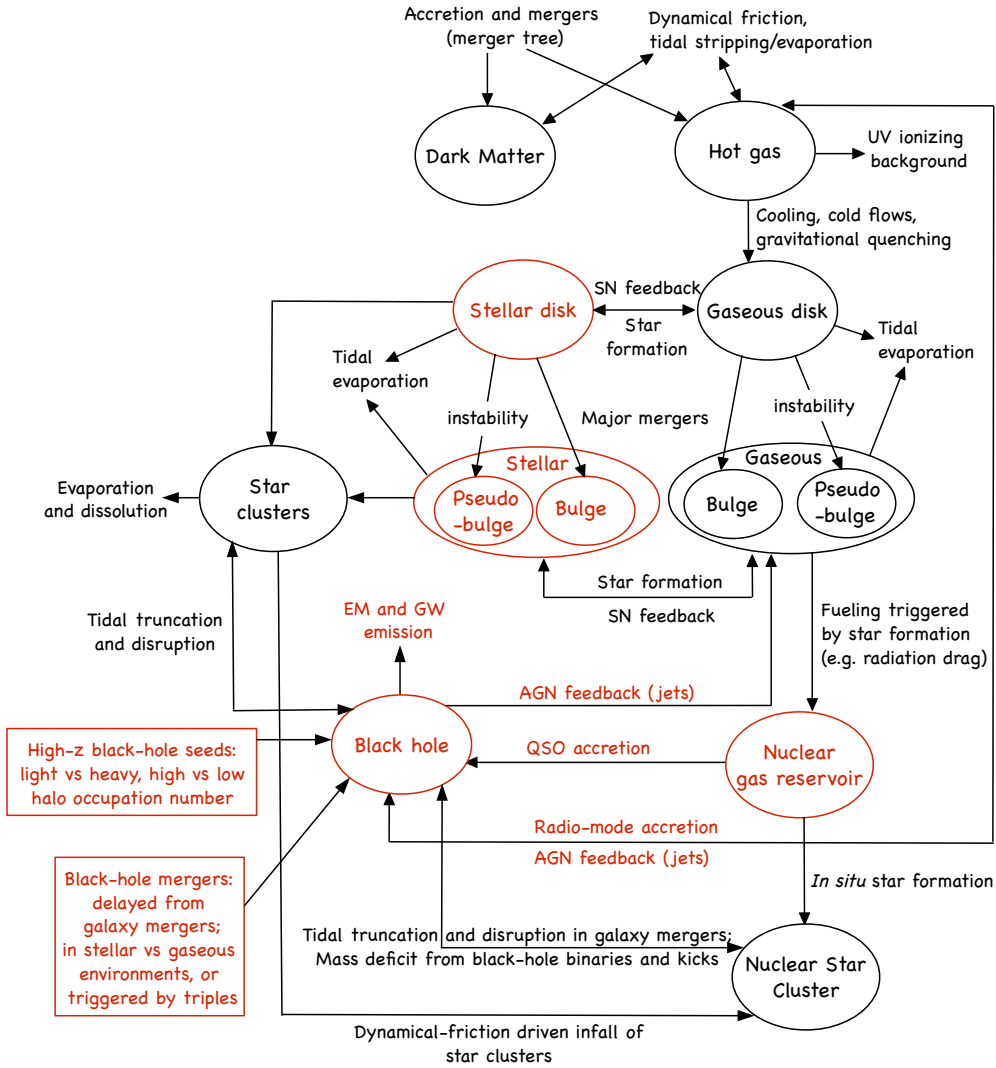 Accretion and mergers
(merger tree)
Dynamical friction,
tidal stripping/evaporation
Dark Matter
Hot gas
UV ionizing
background
Cooling, cold flows,
gravitational quenching
Stellar disk
SN feedback
Star
formation
Gaseous disk
Tidal
evaporation
Tidal
evaporation
instability
Major mergers
instability
Stellar
Pseudo
-bulge
Bulge
Gaseous
Bulge
Pseudo
-bulge
Star
clusters
Evaporation
and dissolution
Star formation
SN feedback
Tidal truncation
and disruption
EM and GW
emission
Fueling triggered
by star formation
(e.g. radiation drag)
AGN feedback (jets)
Black hole
QSO accretion
Nuclear
gas reservoir
High-z black-hole seeds:
light vs heavy, high vs low
halo occupation number
Radio-mode accretion
AGN feedback (jets)
Black-hole mergers:
delayed from
galaxy mergers;
in stellar vs gaseous
environments, or
triggered by triples
In situ star formation
Tidal truncation and disruption in galaxy mergers;
Mass deficit from black-hole binaries and kicks
Nuclear Star
Cluster
Dynamical-friction driven infall of
star clusters